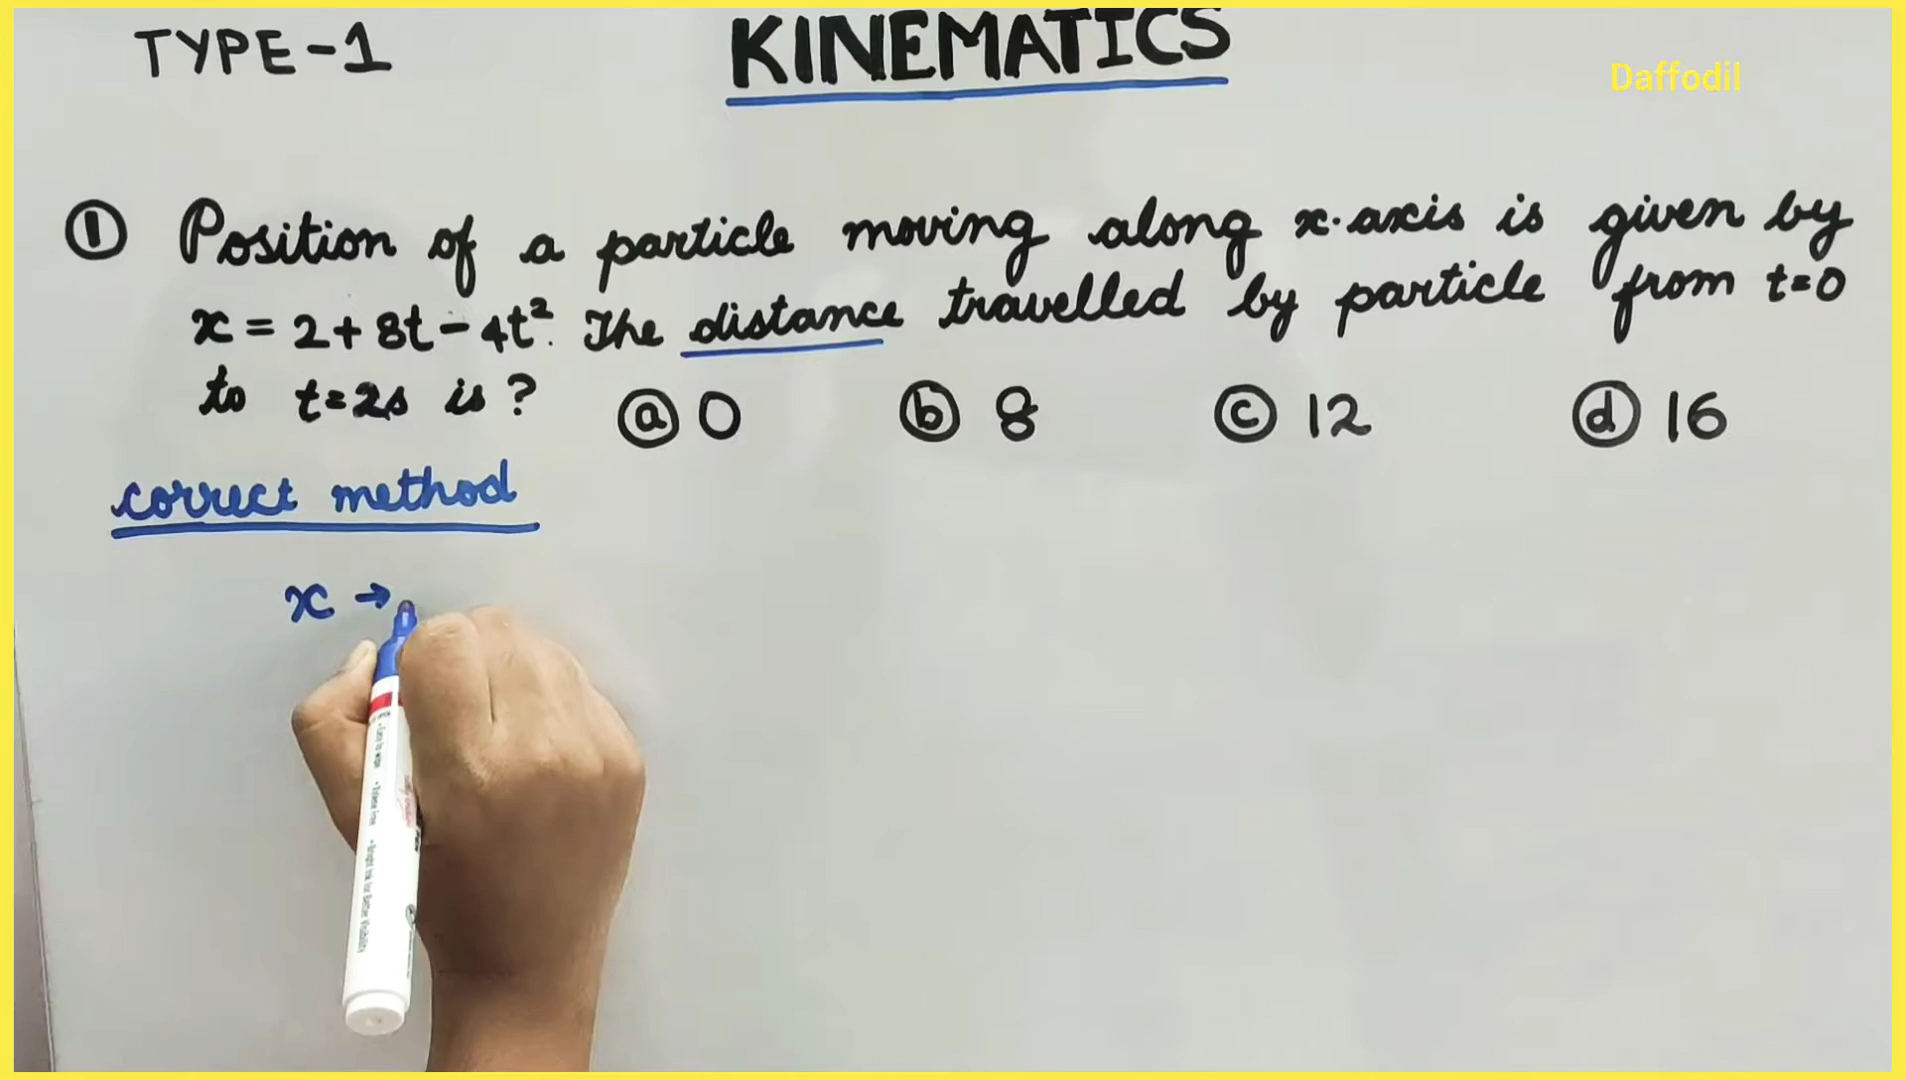 TYPE-1
KINEMATICS
Daffodil
① Position of a particle moving along x-axis is given by
x = 2 + 8t - 4t². The distance travelled by particle from t=0
to t=2s is ? ⓐ 0 ⓑ 8 ⓒ 12 ⓓ 16
correct method
x →